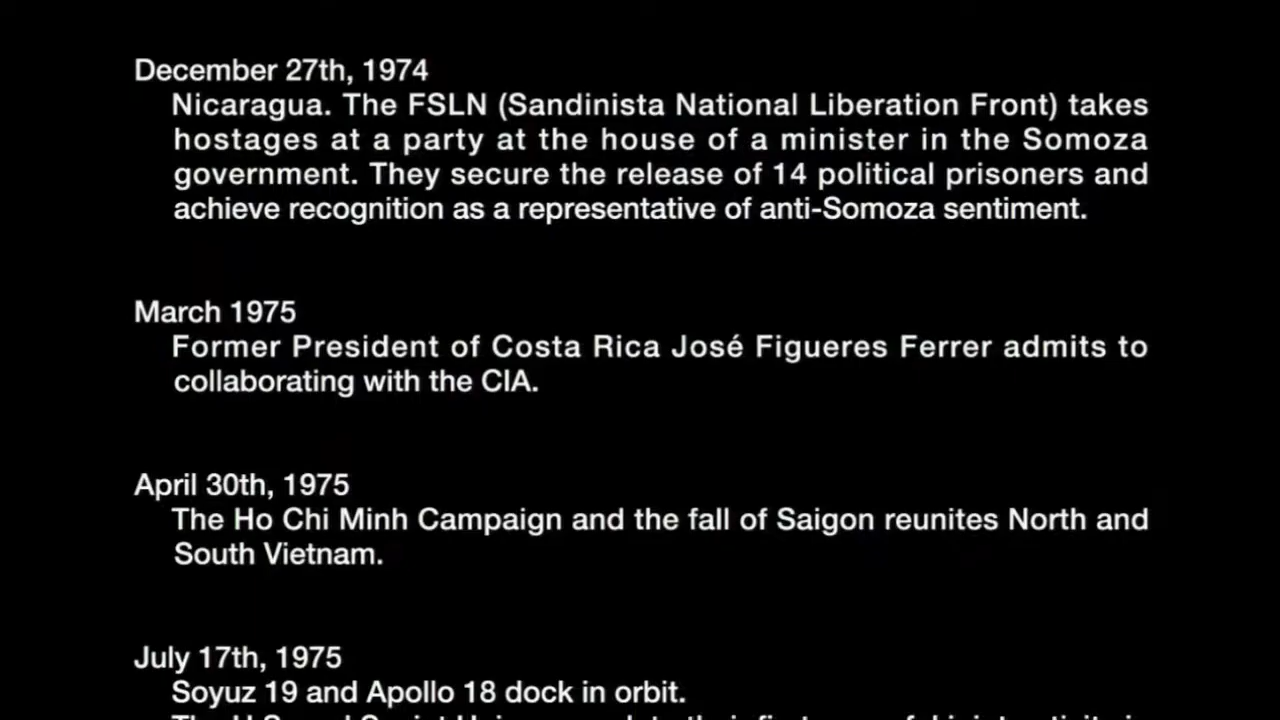 December 27th, 1974
Nicaragua. The FSLN (Sandinista National Liberation Front) takes
hostages at a party at the house of a minister in the Somoza
government. They secure the release of 14 political prisoners and
achieve recognition as a representative of anti-Somoza sentiment.
March 1975
Former President of Costa Rica José Figueres Ferrer admits to
collaborating with the CIA.
April 30th, 1975
The Ho Chi Minh Campaign and the fall of Saigon reunites North and
South Vietnam.
July 17th, 1975
Soyuz 19 and Apollo 18 dock in orbit.